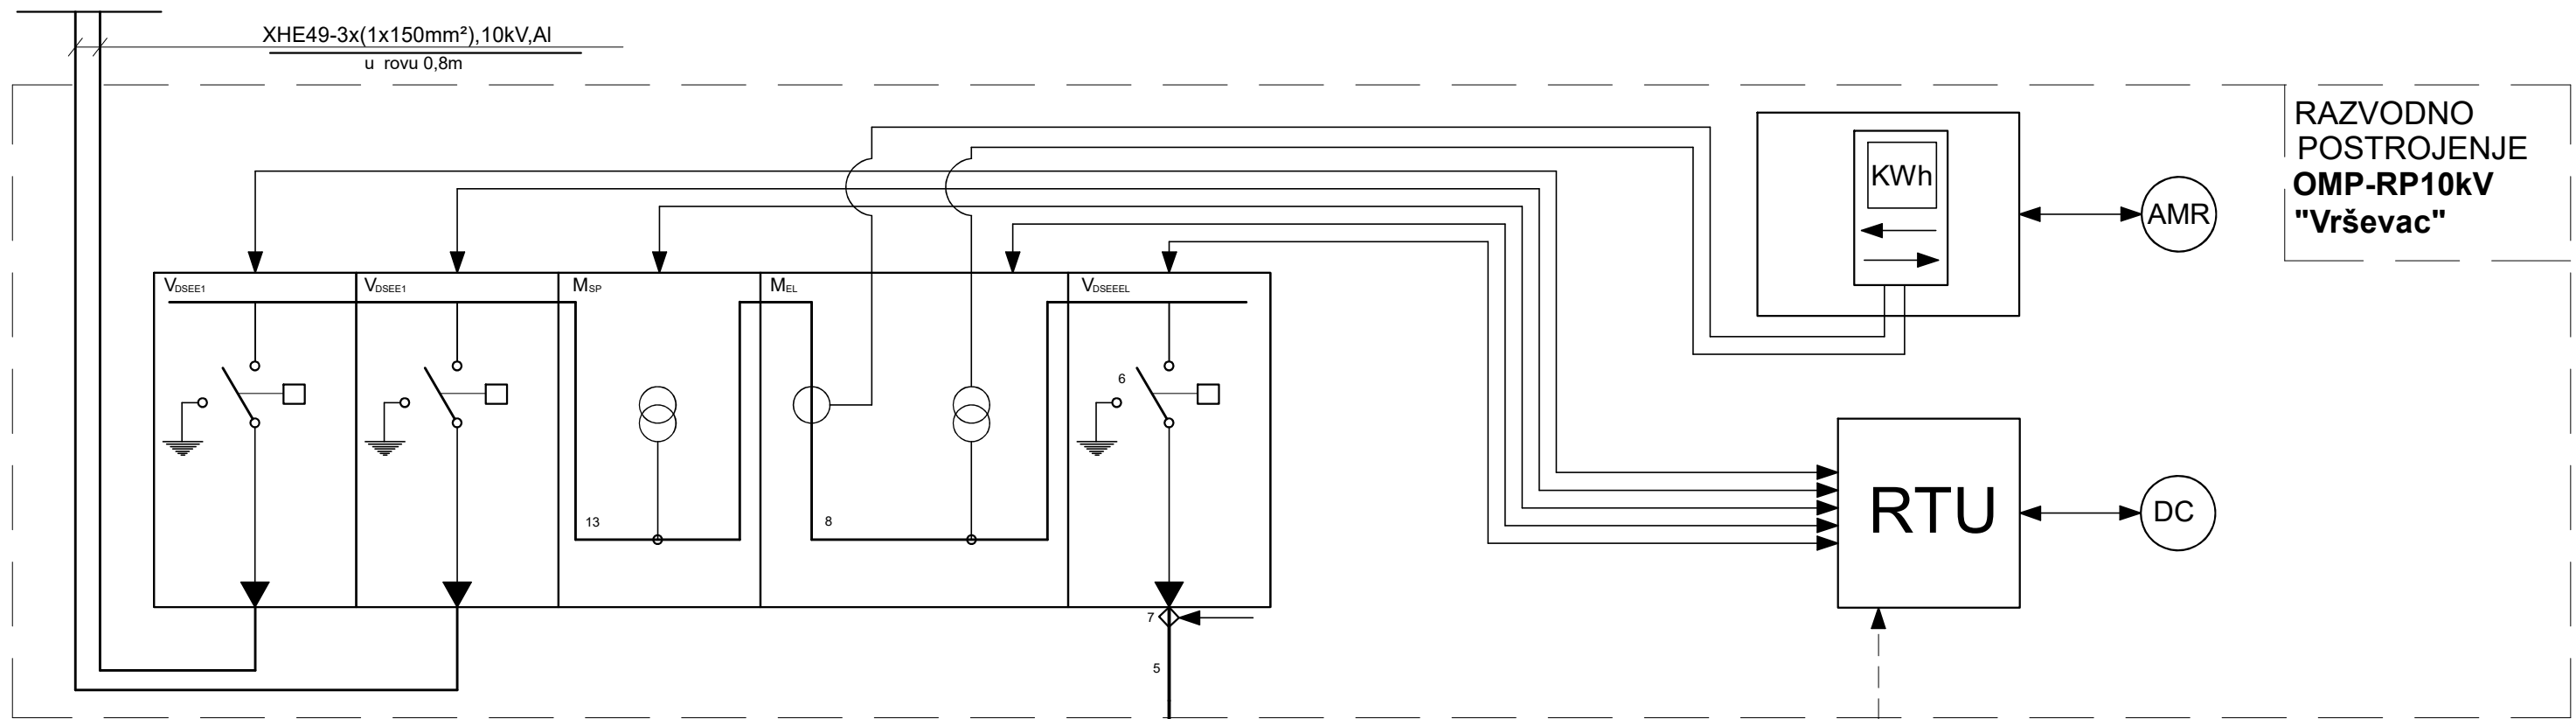 XHE49-3x(1x150mm²),10kV,Al
u rovu 0,8m
RAZVODNO
POSTROJENJE
OMP-RP10kV
"Vrševac"
KWh
AMR
VDSEE1
VDSEE1
MSP
MEL
VDSEEEL
6
13
8
RTU
DC
7
5